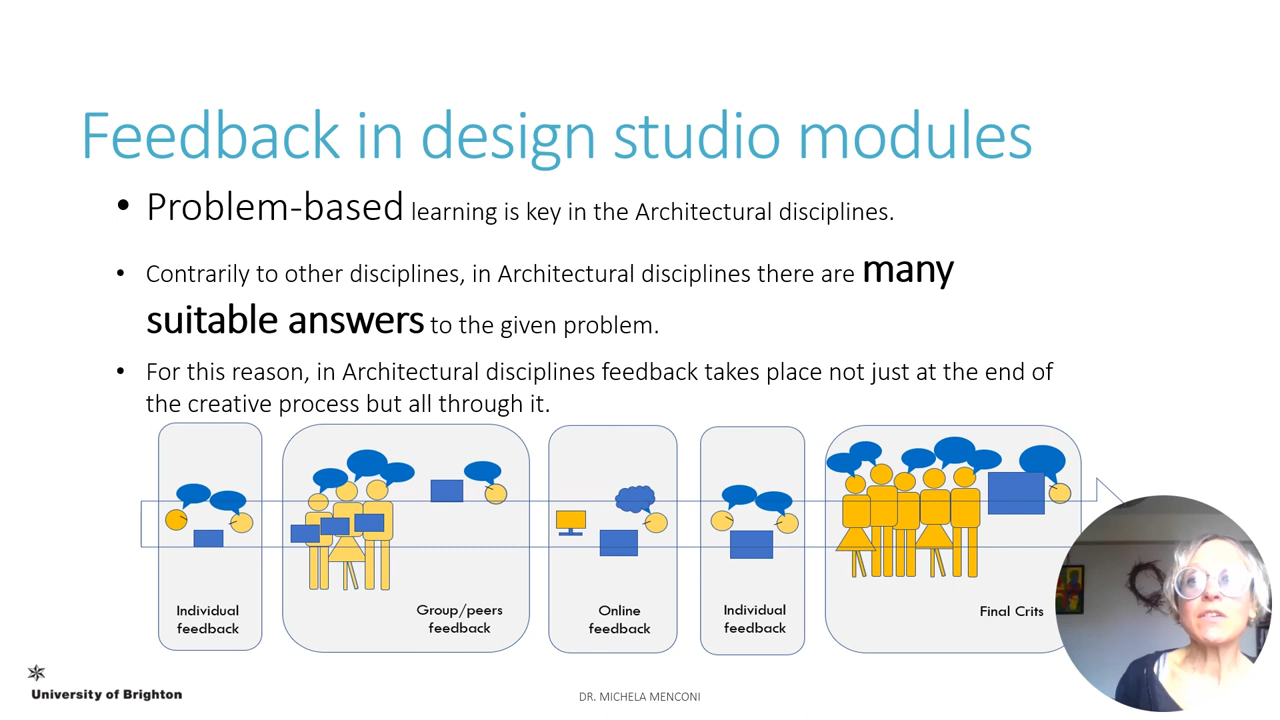 Feedback in design studio modules
• Problem-based learning is key in the Architectural disciplines.
• Contrarily to other disciplines, in Architectural disciplines there are many
suitable answers to the given problem.
• For this reason, in Architectural disciplines feedback takes place not just at the end of
the creative process but all through it.
Individual
feedback
Group/peers
feedback
Online
feedback
Individual
feedback
Final Crits
University of Brighton
DR. MICHELA MENCONI